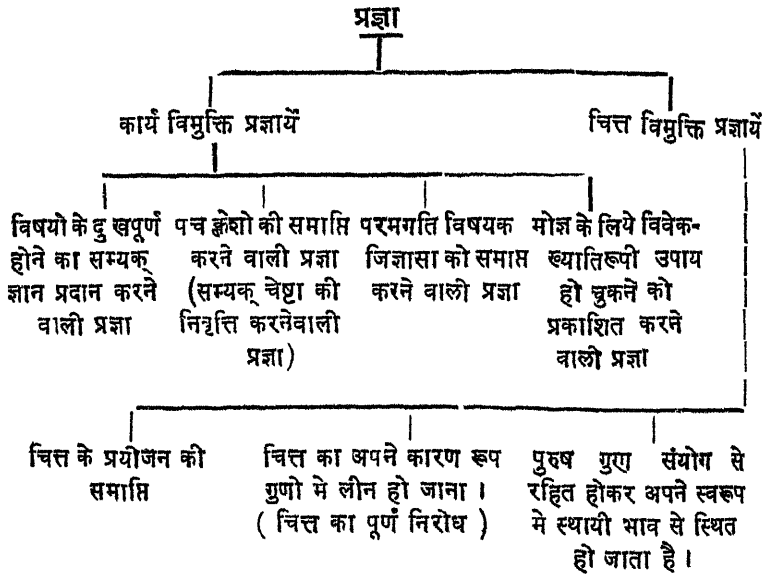 प्रज्ञा
कार्य विमुक्ति प्रज्ञायें
चित्त विमुक्ति प्रज्ञायें
विषयो के दु खपूर्ण
होने का सम्यक्
ज्ञान प्रदान करने
वाली प्रज्ञा
पच क्लेशो की समाप्ति
करने वाली प्रज्ञा
(सम्यक् चेष्टा की
निवृत्ति करनेवाली
प्रज्ञा)
परमगति विषयक
जिज्ञासा को समाप्त
करने वाली प्रज्ञा
मोक्ष के लिये विवेक-
ख्यातिरूपी उपाय
हो चुकने को
प्रकाशित करने
वाली प्रज्ञा
चित्त के प्रयोजन की
समाप्ति
चित्त का अपने कारण रूप
गुणो मे लीन हो जाना ।
( चित्त का पूर्ण निरोध )
पुरुष गुण संयोग से
रहित होकर अपने स्वरूप
मे स्थायी भाव से स्थित
हो जाता है ।